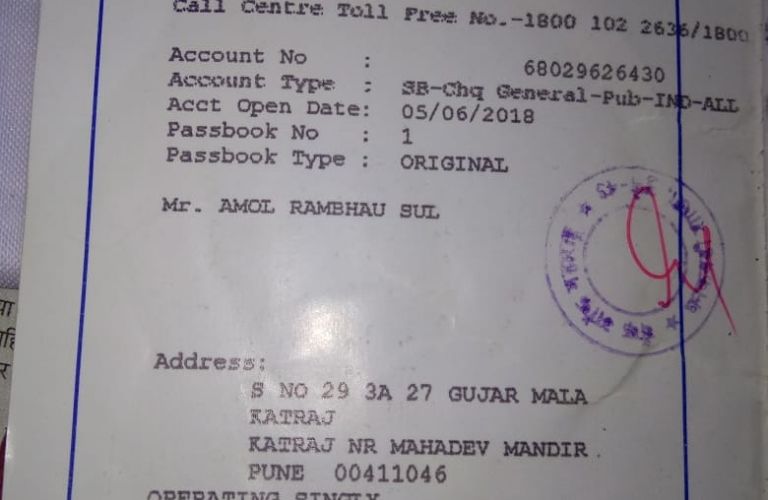 Call Centre Toll Free No.-1800 102 2636/1800
Account No : 68029626430
Account Type : SB-Chq General-Pub-IND-ALL
Acct Open Date: 05/06/2018
Passbook No : 1
Passbook Type : ORIGINAL
Mr. AMOL RAMBHAU SUL
Address:
S NO 29 3A 27 GUJAR MALA
KATRAJ
KATRAJ NR MAHADEV MANDIR .
PUNE 00411046
OPERATING SINGLY